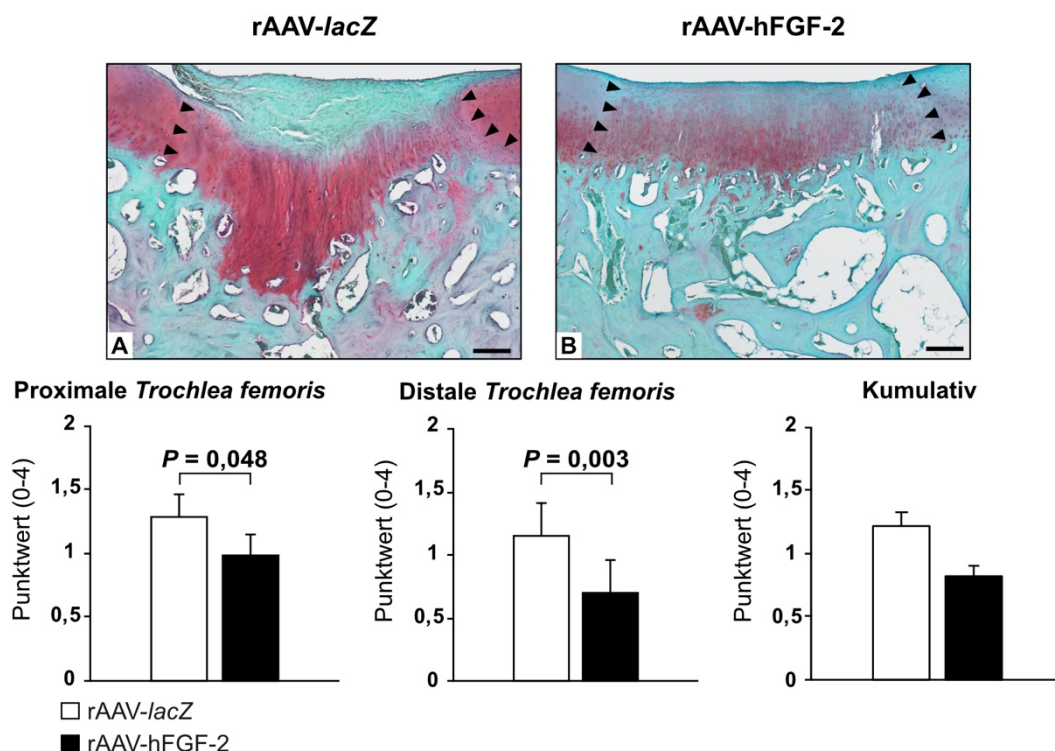 rAAV-lacZ
rAAV-hFGF-2
A
B
Proximale Trochlea femoris
Punktwert (0-4)
2
1,5
1
0,5
0
P = 0,048
Distale Trochlea femoris
Punktwert (0-4)
2
1,5
1
0,5
0
P = 0,003
Kumulativ
Punktwert (0-4)
2
1,5
1
0,5
0
rAAV-lacZ
rAAV-hFGF-2